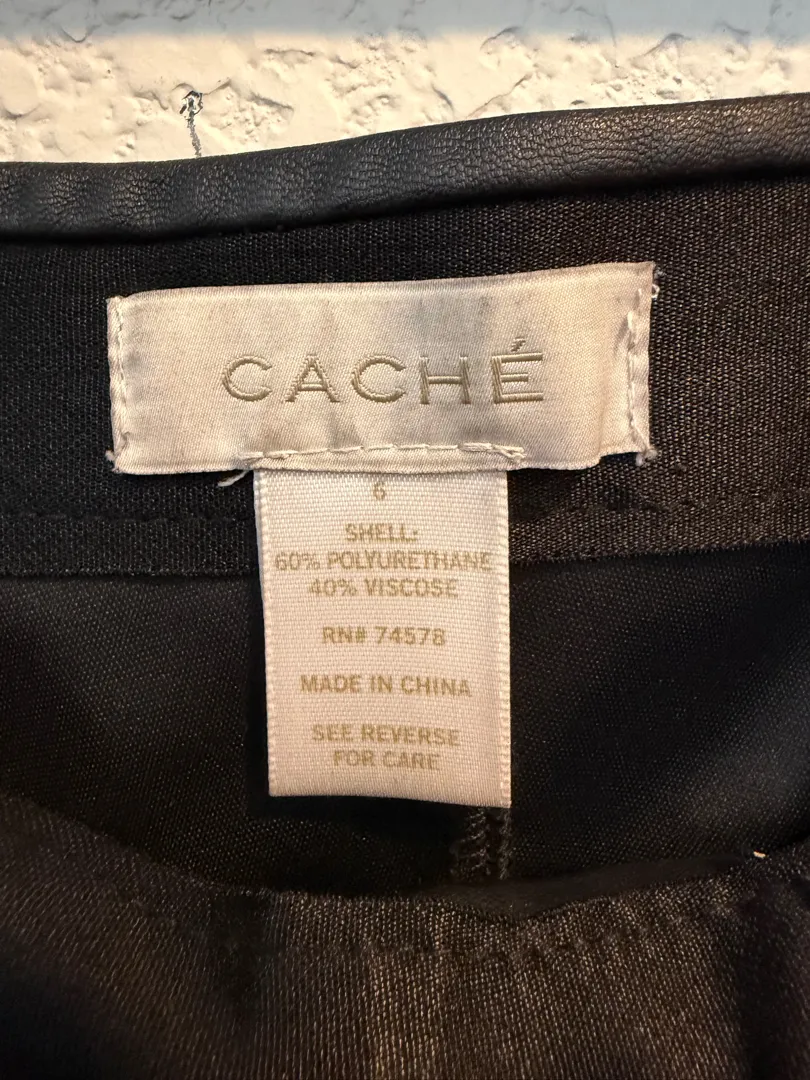 CACHÉ
6
SHELL:
60% POLYURETHANE
40% VISCOSE
RN# 74578
MADE IN CHINA
SEE REVERSE
FOR CARE